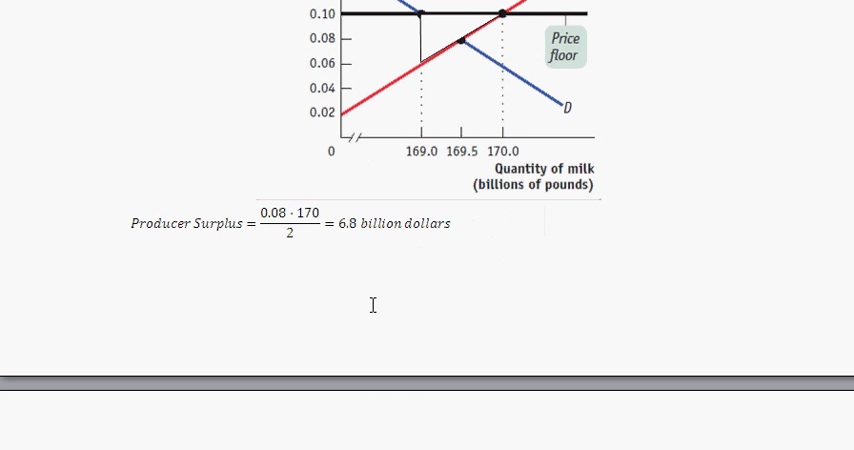 0.10
0.08
0.06
0.04
0.02
Price
floor
D
0
169.0 169.5 170.0
Quantity of milk
(billions of pounds)
Producer Surplus = 0.08 · 170 / 2 = 6.8 billion dollars